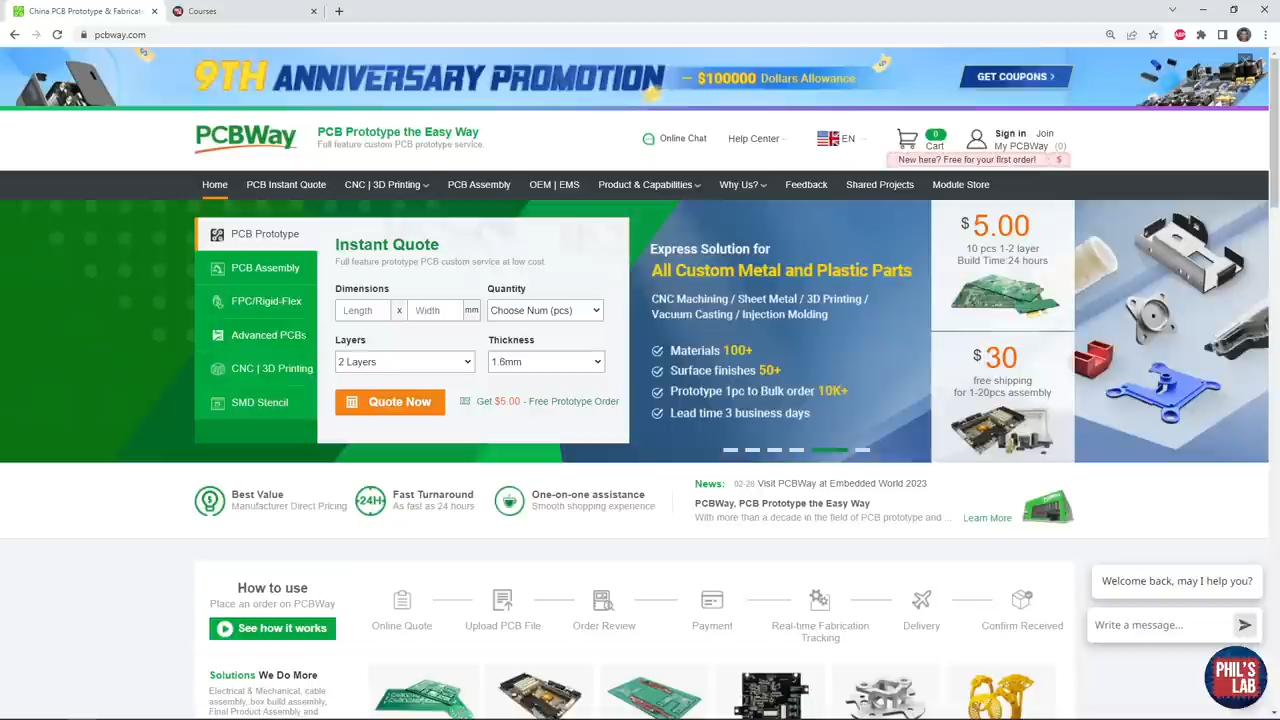 China PCB Prototype & Fabricat
Courses
pcbway.com
9TH ANNIVERSARY PROMOTION
$100000 Dollars Allowance
GET COUPONS >
PCBWay
PCB Prototype the Easy Way
Full feature custom PCB prototype service.
Online Chat
Help Center
EN
0
Cart
Sign in Join
My PCBWay (0)
New here? Free for your first order! $
Home
PCB Instant Quote
CNC | 3D Printing
PCB Assembly
OEM | EMS
Product & Capabilities
Why Us?
Feedback
Shared Projects
Module Store
PCB Prototype
PCB Assembly
FPC/Rigid-Flex
Advanced PCBs
CNC | 3D Printing
SMD Stencil
Instant Quote
Full feature prototype PCB custom service at low cost.
Dimensions
Quantity
Length x Width mm
Choose Num (pcs)
Layers
Thickness
2 Layers
1.6mm
Quote Now
Get $5.00 - Free Prototype Order
Express Solution for
All Custom Metal and Plastic Parts
CNC Machining / Sheet Metal / 3D Printing /
Vacuum Casting / Injection Molding
Materials 100+
Surface finishes 50+
Prototype 1pc to Bulk order 10K+
Lead time 3 business days
$ 5.00
10 pcs 1-2 layer
Build Time:24 hours
$ 30
free shipping
for 1-20pcs assembly
Best Value
Manufacturer Direct Pricing
24H
Fast Turnaround
As fast as 24 hours
One-on-one assistance
Smooth shopping experience
News: 02-28 Visit PCBWay at Embedded World 2023
PCBWay, PCB Prototype the Easy Way
With more than a decade in the field of PCB prototype and ...
Learn More
How to use
Place an order on PCBWay
See how it works
Online Quote
Upload PCB File
Order Review
Payment
Real-time Fabrication
Tracking
Delivery
Confirm Received
Welcome back, may I help you?
Write a message...
Solutions We Do More
Electrical & Mechanical, cable
assembly, box build assembly,
Final Product Assembly and
PHIL'S
LAB